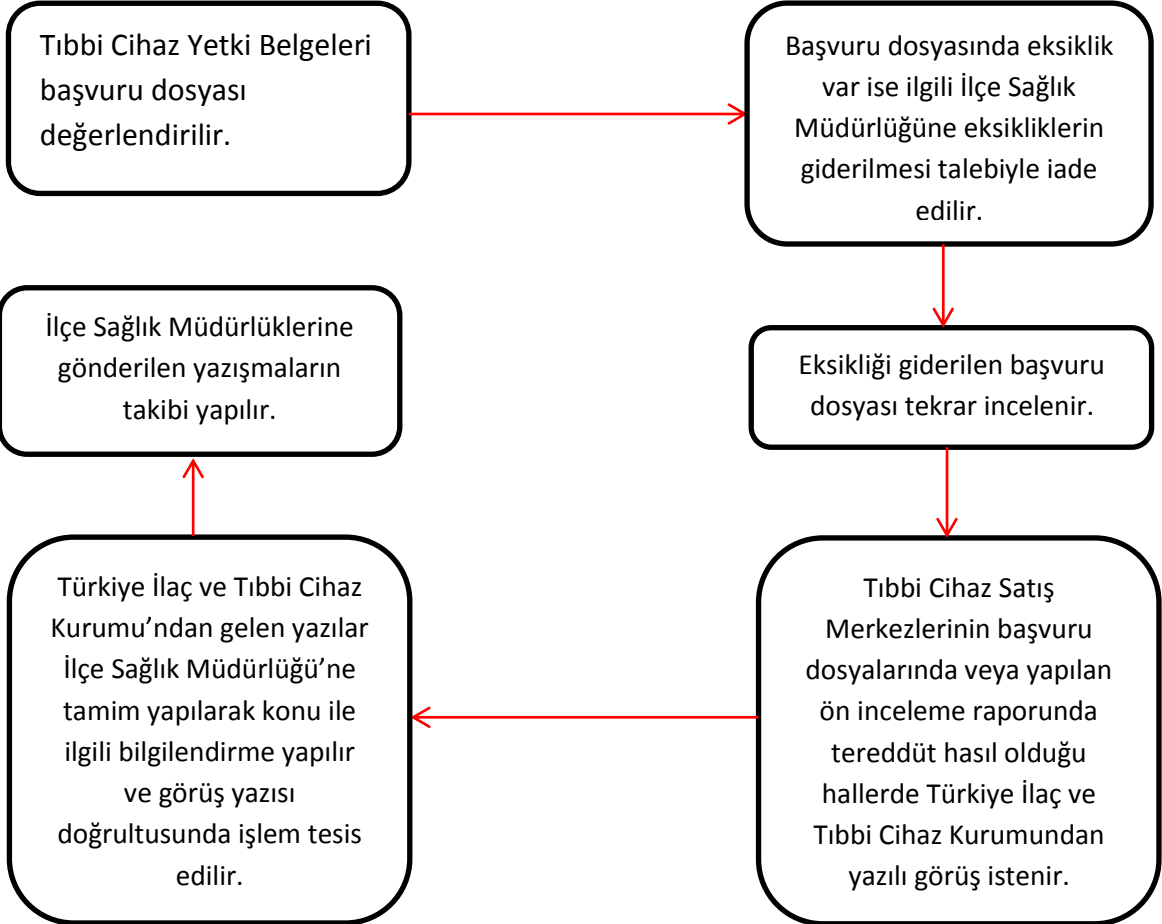 Tıbbi Cihaz Yetki Belgeleri
başvuru dosyası
değerlendirilir.
Başvuru dosyasında eksiklik
var ise ilgili İlçe Sağlık
Müdürlüğüne eksikliklerin
giderilmesi talebiyle iade
edilir.
Eksikliği giderilen başvuru
dosyası tekrar incelenir.
Tıbbi Cihaz Satış
Merkezlerinin başvuru
dosyalarında veya yapılan
ön inceleme raporunda
tereddüt hasıl olduğu
hallerde Türkiye İlaç ve
Tıbbi Cihaz Kurumundan
yazılı görüş istenir.
Türkiye İlaç ve Tıbbi Cihaz
Kurumu’ndan gelen yazılar
İlçe Sağlık Müdürlüğü’ne
tamim yapılarak konu ile
ilgili bilgilendirme yapılır
ve görüş yazısı
doğrultusunda işlem tesis
edilir.
İlçe Sağlık Müdürlüklerine
gönderilen yazışmaların
takibi yapılır.